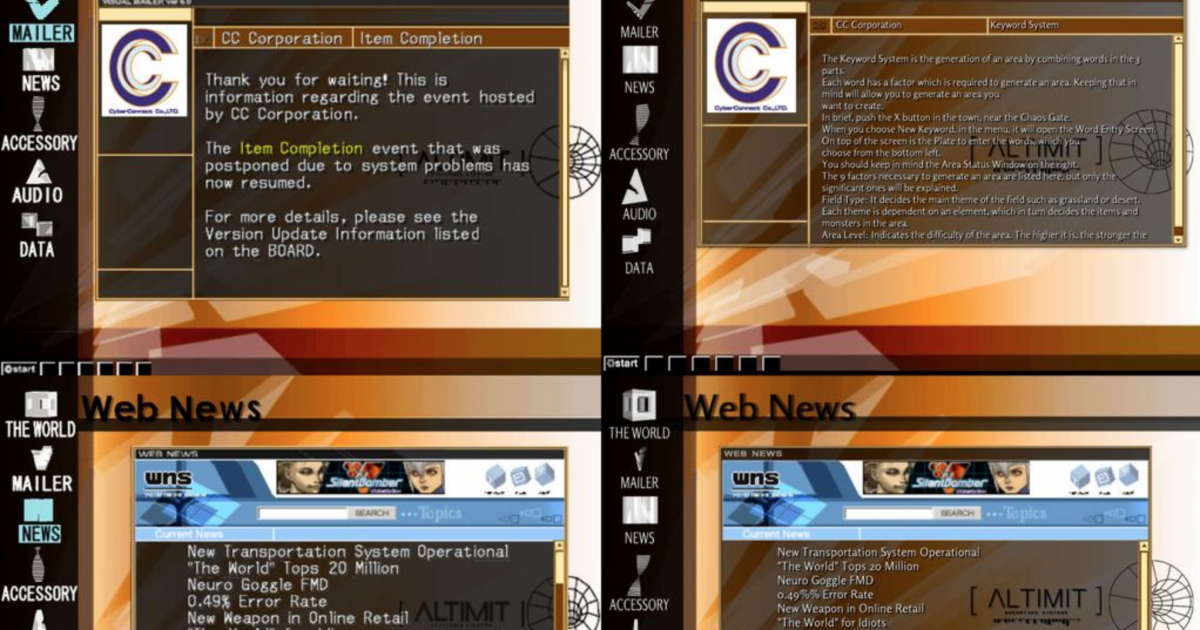 VISUAL MAILER Ver 6.0
MAILER
NEWS
ACCESSORY
AUDIO
DATA
CC Corporation
Item Completion
CyberConnect Co.,LTD.
Thank you for waiting! This is
information regarding the event hosted
by CC Corporation.
The Item Completion event that was
postponed due to system problems has
now resumed.
For more details, please see the
Version Update Information listed
on the BOARD.
ALTIMIT ]
start
MAILER
NEWS
ACCESSORY
AUDIO
DATA
CC Corporation
Keyword System
CyberConnect Co.,LTD.
The Keyword System is the generation of an area by combining words in the 3
parts.
Each word has a factor which is required to generate an area. Keeping that in
mind will allow you to generate an area you
want to create.
In brief, push the X button in the town, near the Chaos Gate.
When you choose New Keyword, in the menu, it will open the Word Entry Screen.
On top of the screen is the Plate to enter the words, which you
choose from the bottom left.
You should keep in mind the Area Status Window on the right.
The 9 factors necessary to generate an area are listed here, but only the
significant ones will be explained.
Field Type: It decides the main theme of the field such as grassland or desert.
Each theme is dependent on an element, which in turn decides the items and
monsters in the area.
Area Level: Indicates the difficulty of the area. The higher it is, the stronger the
ALTIMIT ]
start
Web News
THE WORLD
MAILER
NEWS
ACCESSORY
WEB NEWS
wns
SilentBomber
SEARCH
•••Topics
Current News
New Transportation System Operational
"The World" Tops 20 Million
Neuro Goggle FMD
0.49% Error Rate
New Weapon in Online Retail
[ ALTIMIT ]
Web News
THE WORLD
MAILER
NEWS
ACCESSORY
WEB NEWS
wns
SilentBomber
SEARCH
•••Topics
Current News
New Transportation System Operational
"The World" Tops 20 Million
Neuro Goggle FMD
0.49%% Error Rate
New Weapon in Online Retail
"The World" for Idiots
[ ALTIMIT ]